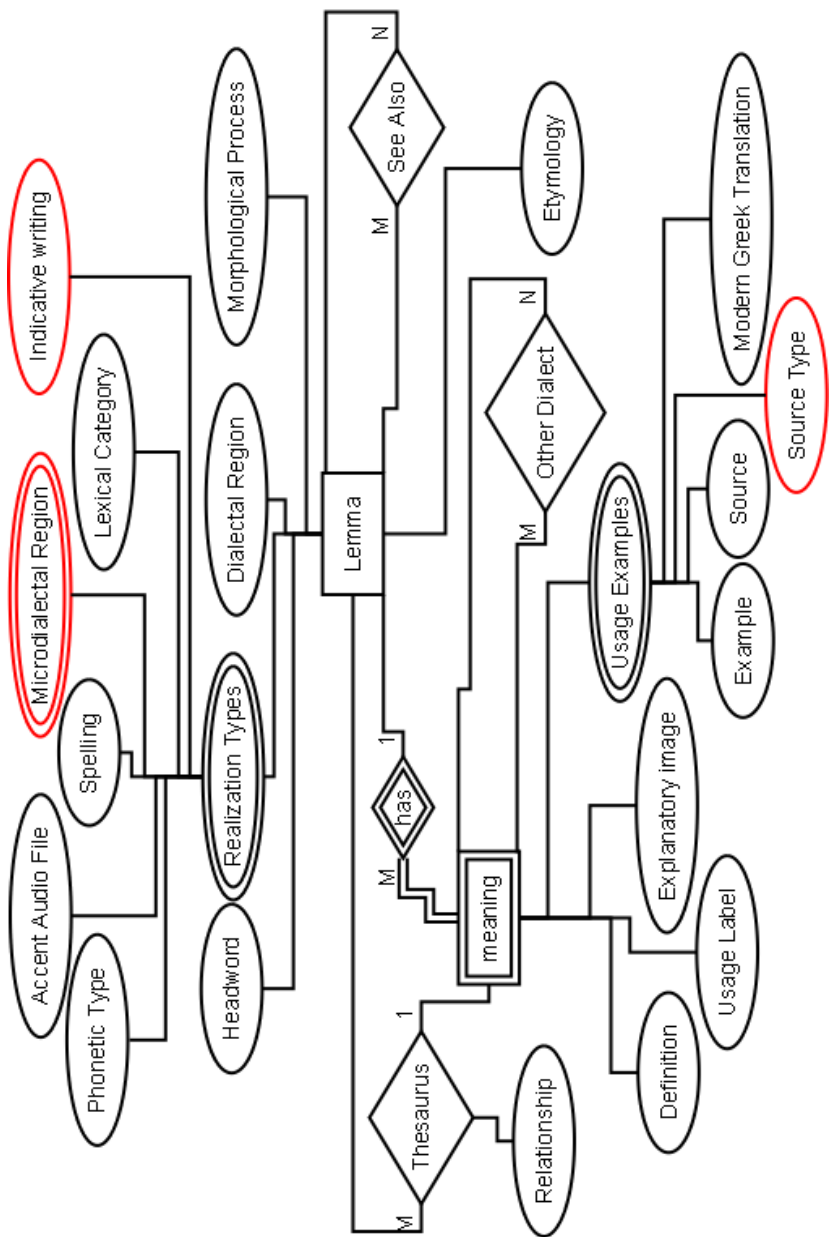 Accent Audio File
Microdialectal Region
Indicative writing
Phonetic Type
Spelling
Lexical Category
Headword
Realization Types
Dialectal Region
Morphological Process
Lemma
M
See Also
N
M
has
1
M
Thesaurus
1
meaning
M
Other Dialect
N
Etymology
Relationship
Usage Examples
Definition
Explanatory image
Usage Label
Example
Source
Modern Greek Translation
Source Type